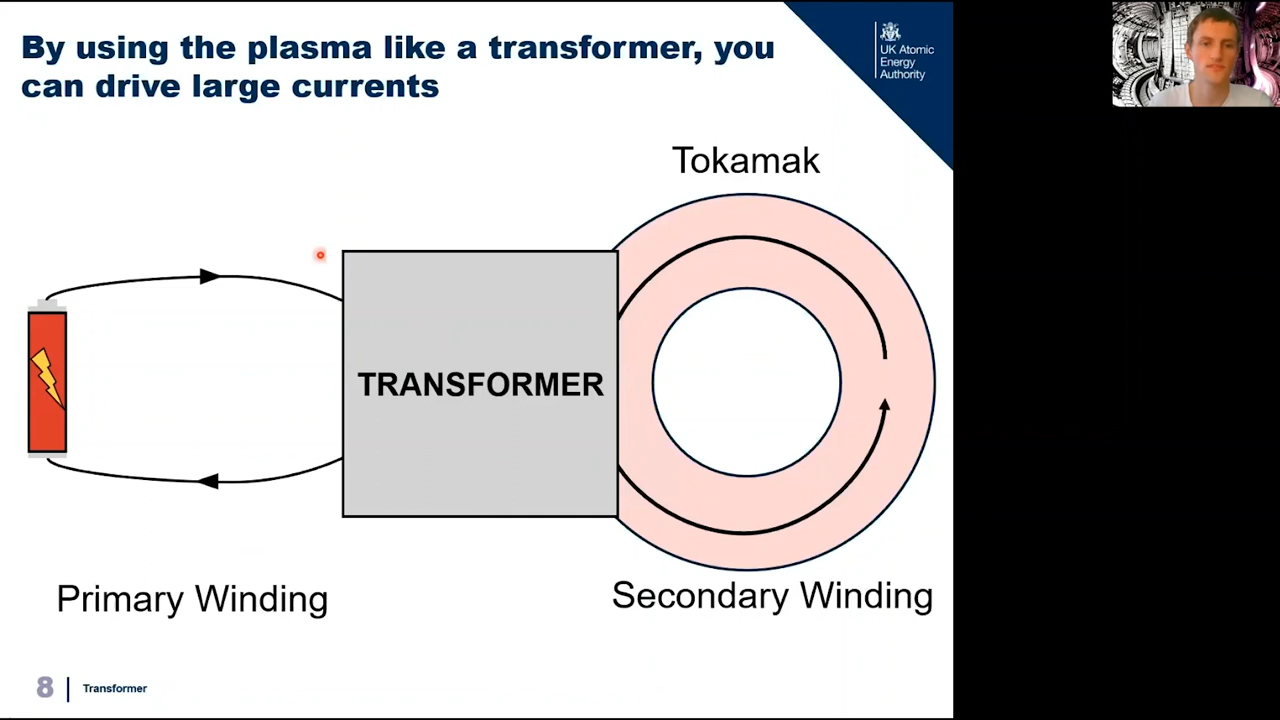 By using the plasma like a transformer, you
can drive large currents
UK Atomic
Energy
Authority
Tokamak
TRANSFORMER
Primary Winding
Secondary Winding
8
Transformer